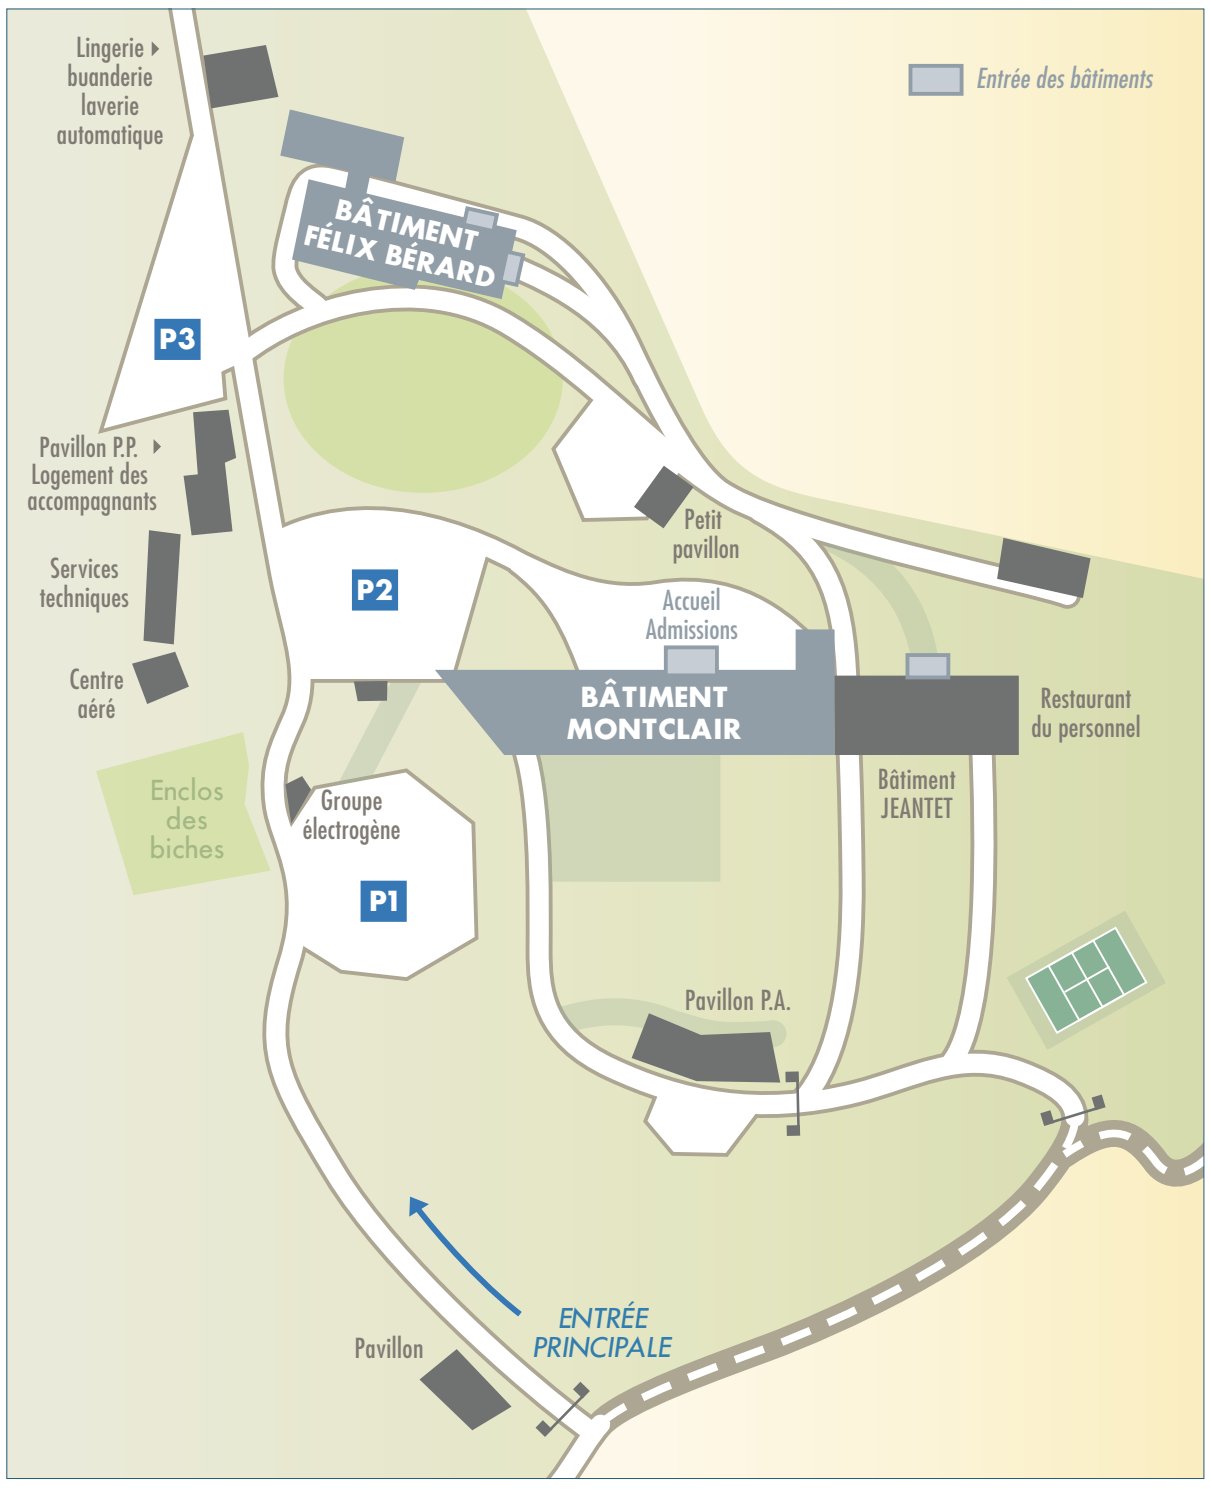 Lingerie
buanderie
laverie
automatique
Entrée des bâtiments
BÂTIMENT
FÉLIX BÉRARD
P3
Pavillon P.P.
Logement des
accompagnants
Petit
pavillon
Services
techniques
P2
Accueil
Admissions
Centre
aéré
BÂTIMENT
MONTCLAIR
Restaurant
du personnel
Enclos
des
biches
Groupe
électrogène
Bâtiment
JEANTET
P1
Pavillon P.A.
ENTRÉE
PRINCIPALE
Pavillon